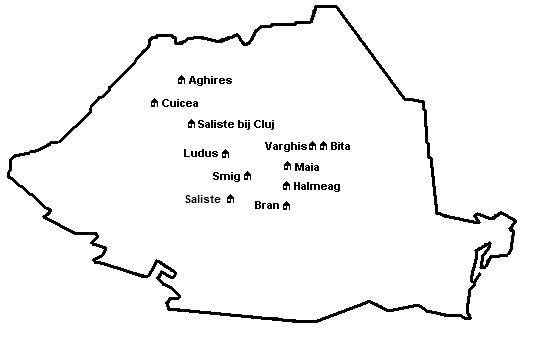 Aghires
Cuicea
Saliste bij Cluj
Varghis
Bita
Ludus
Maia
Smig
Halmeag
Saliste
Bran